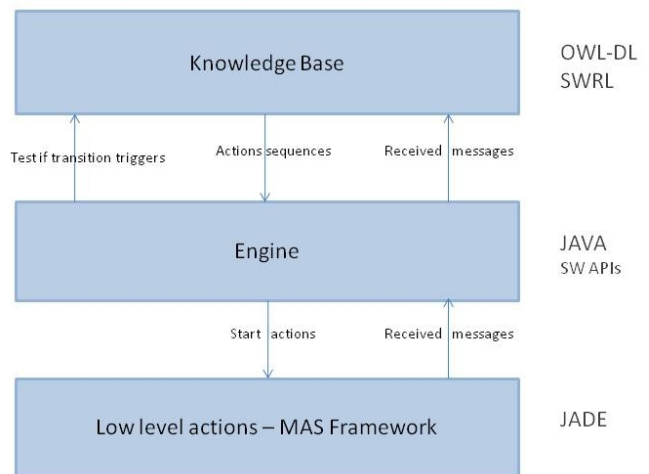 Knowledge Base
OWL-DL
SWRL
Test if transition triggers
Actions sequences
Received messages
Engine
JAVA
SW APIs
Start actions
Received messages
Low level actions – MAS Framework
JADE